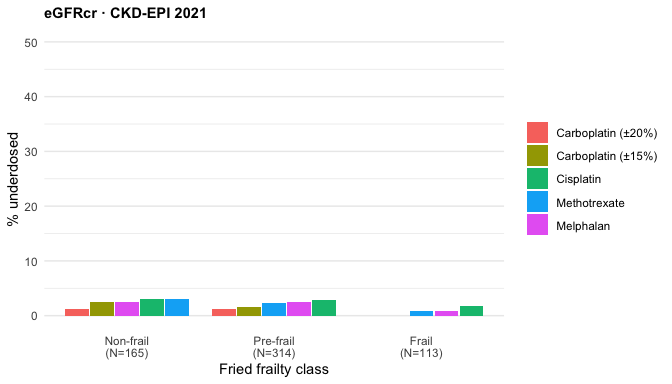 eGFRcr · CKD-EPI 2021
% underdosed
50
40
30
20
10
0
Non-frail
(N=165)
Pre-frail
(N=314)
Frail
(N=113)
Fried frailty class
Carboplatin (±20%)
Carboplatin (±15%)
Cisplatin
Methotrexate
Melphalan